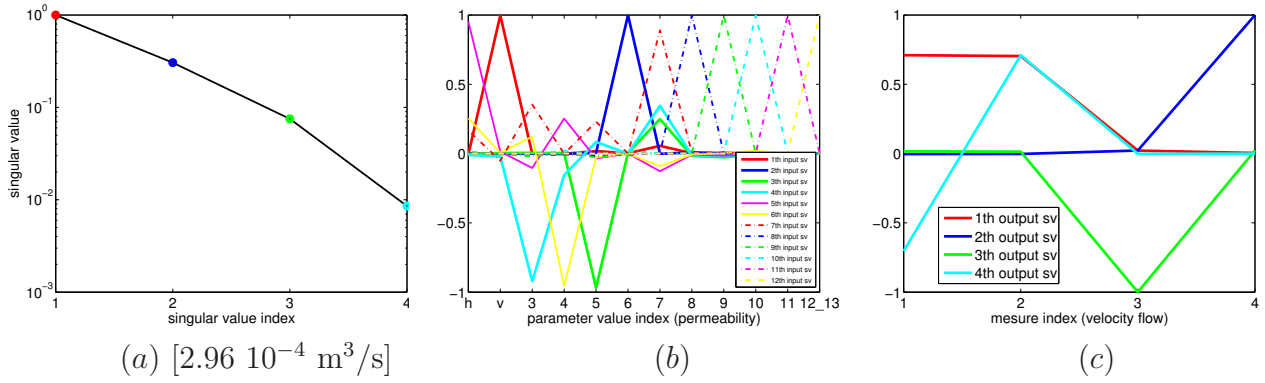 10^0
10^−1
10^−2
10^−3
singular value
1 2 3 4
singular value index
(a) [2.96 10^−4 m^3/s]
1
0.5
0
−0.5
−1
h v 3 4 5 6 7 8 9 10 11 12_13
parameter value index (permeability)
1th input sv
2th input sv
3th input sv
4th input sv
5th input sv
6th input sv
7th input sv
8th input sv
9th input sv
10th input sv
11th input sv
12th input sv
(b)
1
0.5
0
−0.5
−1
1 2 3 4
mesure index (velocity flow)
1th output sv
2th output sv
3th output sv
4th output sv
(c)